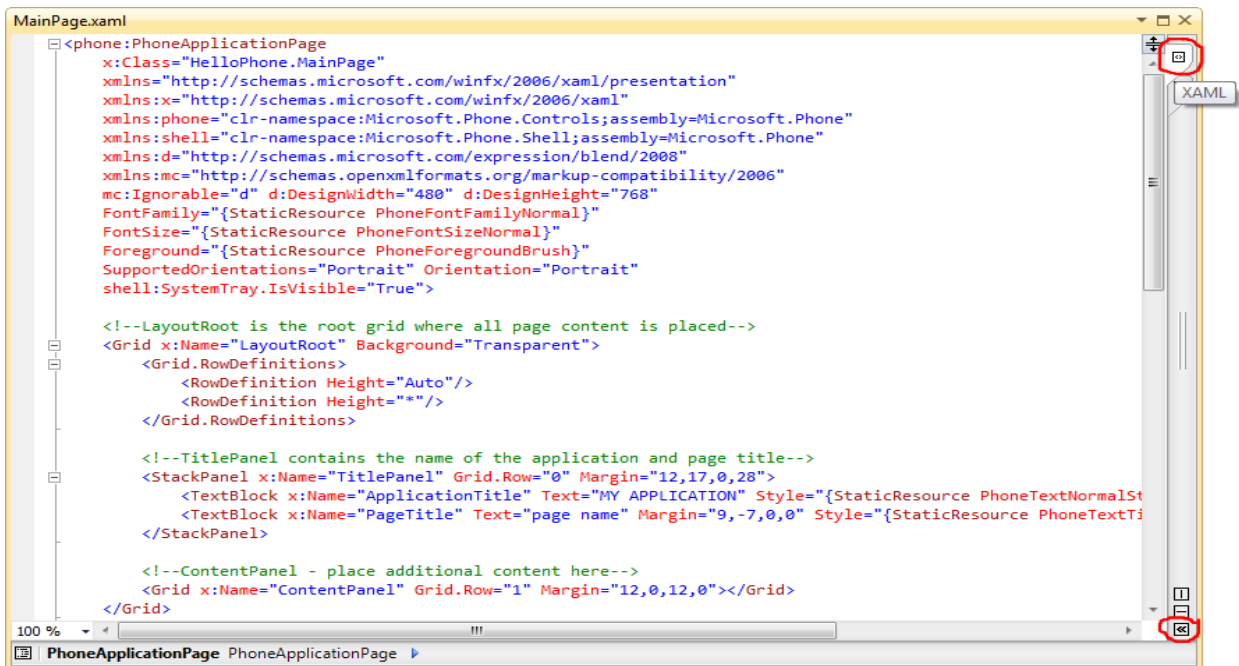 MainPage.xaml
<phone:PhoneApplicationPage
    x:Class="HelloPhone.MainPage"
    xmlns="http://schemas.microsoft.com/winfx/2006/xaml/presentation"
    xmlns:x="http://schemas.microsoft.com/winfx/2006/xaml"
    xmlns:phone="clr-namespace:Microsoft.Phone.Controls;assembly=Microsoft.Phone"
    xmlns:shell="clr-namespace:Microsoft.Phone.Shell;assembly=Microsoft.Phone"
    xmlns:d="http://schemas.microsoft.com/expression/blend/2008"
    xmlns:mc="http://schemas.openxmlformats.org/markup-compatibility/2006"
    mc:Ignorable="d" d:DesignWidth="480" d:DesignHeight="768"
    FontFamily="{StaticResource PhoneFontFamilyNormal}"
    FontSize="{StaticResource PhoneFontSizeNormal}"
    Foreground="{StaticResource PhoneForegroundBrush}"
    SupportedOrientations="Portrait" Orientation="Portrait"
    shell:SystemTray.IsVisible="True">
    <!--LayoutRoot is the root grid where all page content is placed-->
    <Grid x:Name="LayoutRoot" Background="Transparent">
        <Grid.RowDefinitions>
            <RowDefinition Height="Auto"/>
            <RowDefinition Height="*"/>
        </Grid.RowDefinitions>
        <!--TitlePanel contains the name of the application and page title-->
        <StackPanel x:Name="TitlePanel" Grid.Row="0" Margin="12,17,0,28">
            <TextBlock x:Name="ApplicationTitle" Text="MY APPLICATION" Style="{StaticResource PhoneTextNormalSt
            <TextBlock x:Name="PageTitle" Text="page name" Margin="9,-7,0,0" Style="{StaticResource PhoneTextTi
        </StackPanel>
        <!--ContentPanel - place additional content here-->
        <Grid x:Name="ContentPanel" Grid.Row="1" Margin="12,0,12,0"></Grid>
    </Grid>
XAML
100 %
PhoneApplicationPage PhoneApplicationPage